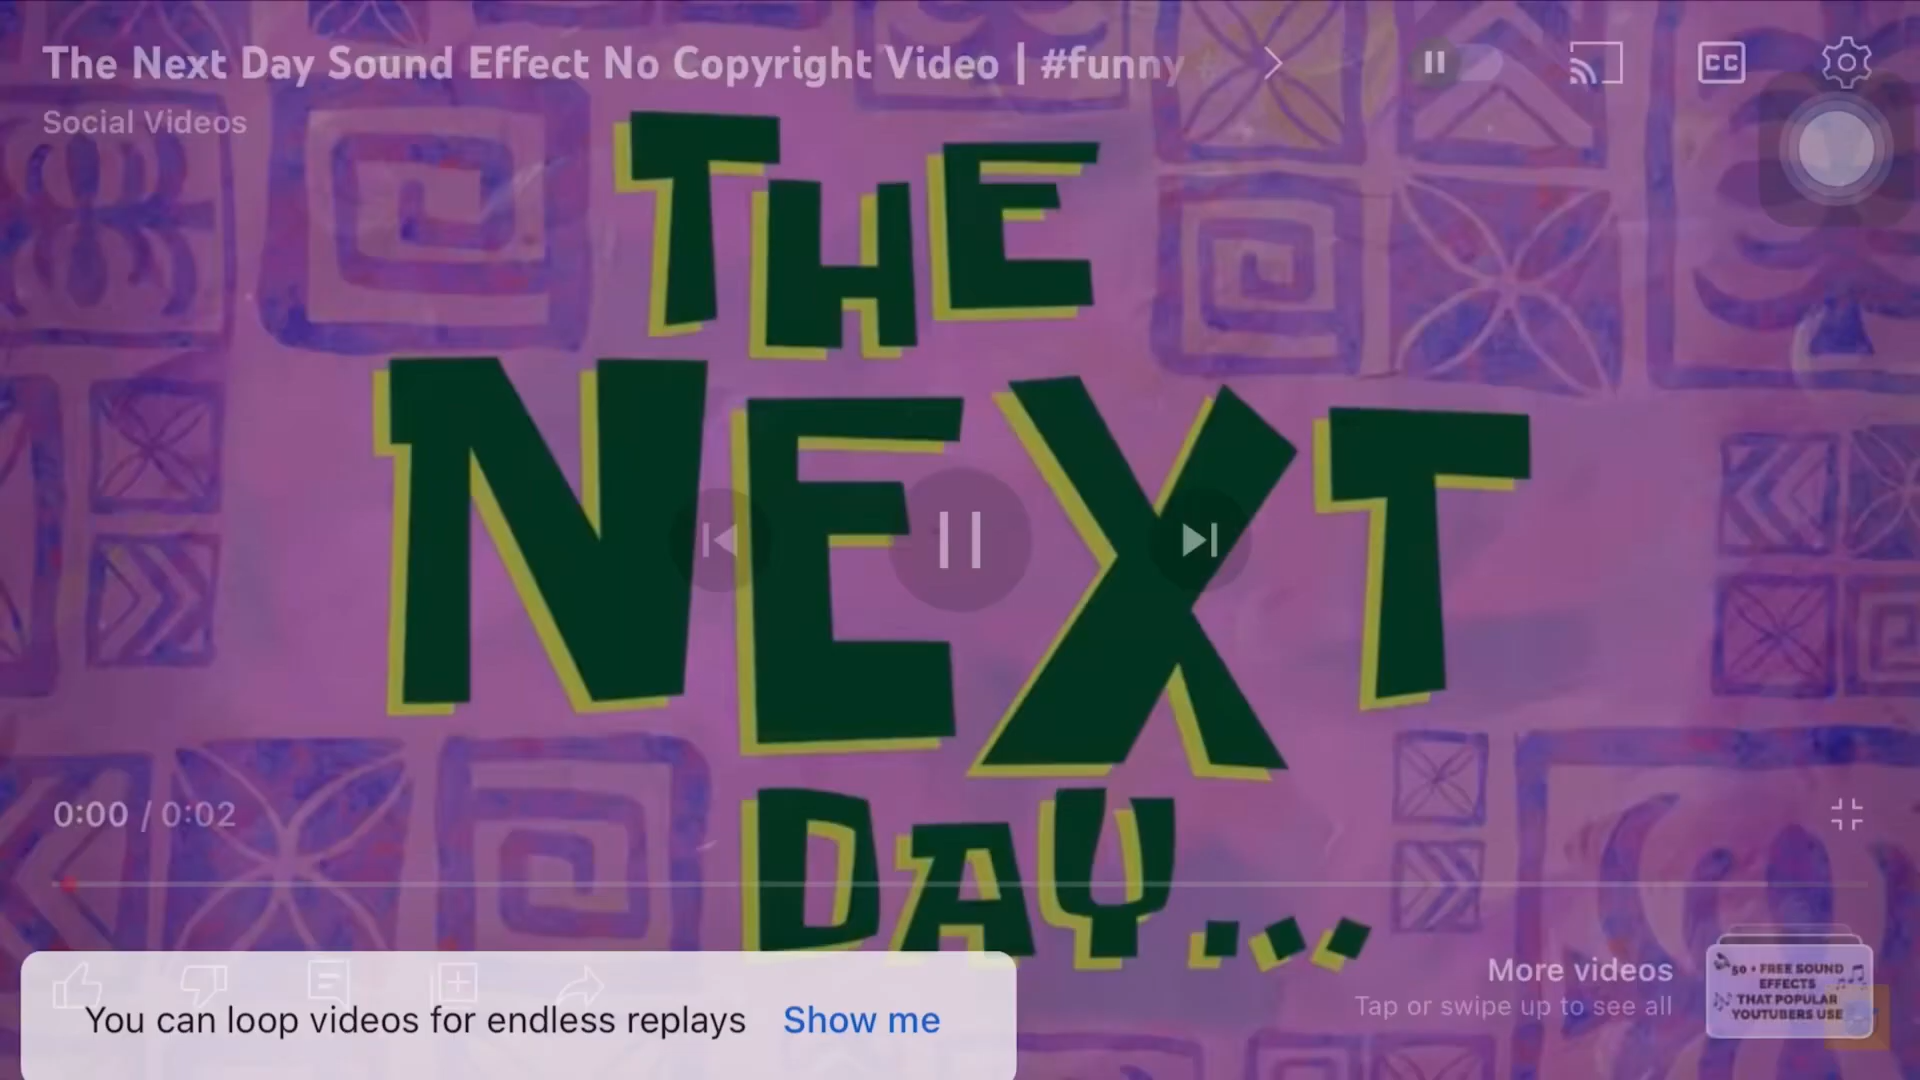 The Next Day Sound Effect No Copyright Video | #funny
Social Videos
CC
THE
NEXT
DAY...
0:00 / 0:02
More videos
Tap or swipe up to see all
50+ FREE SOUND
EFFECTS
THAT POPULAR
YOUTUBERS USE
You can loop videos for endless replays Show me